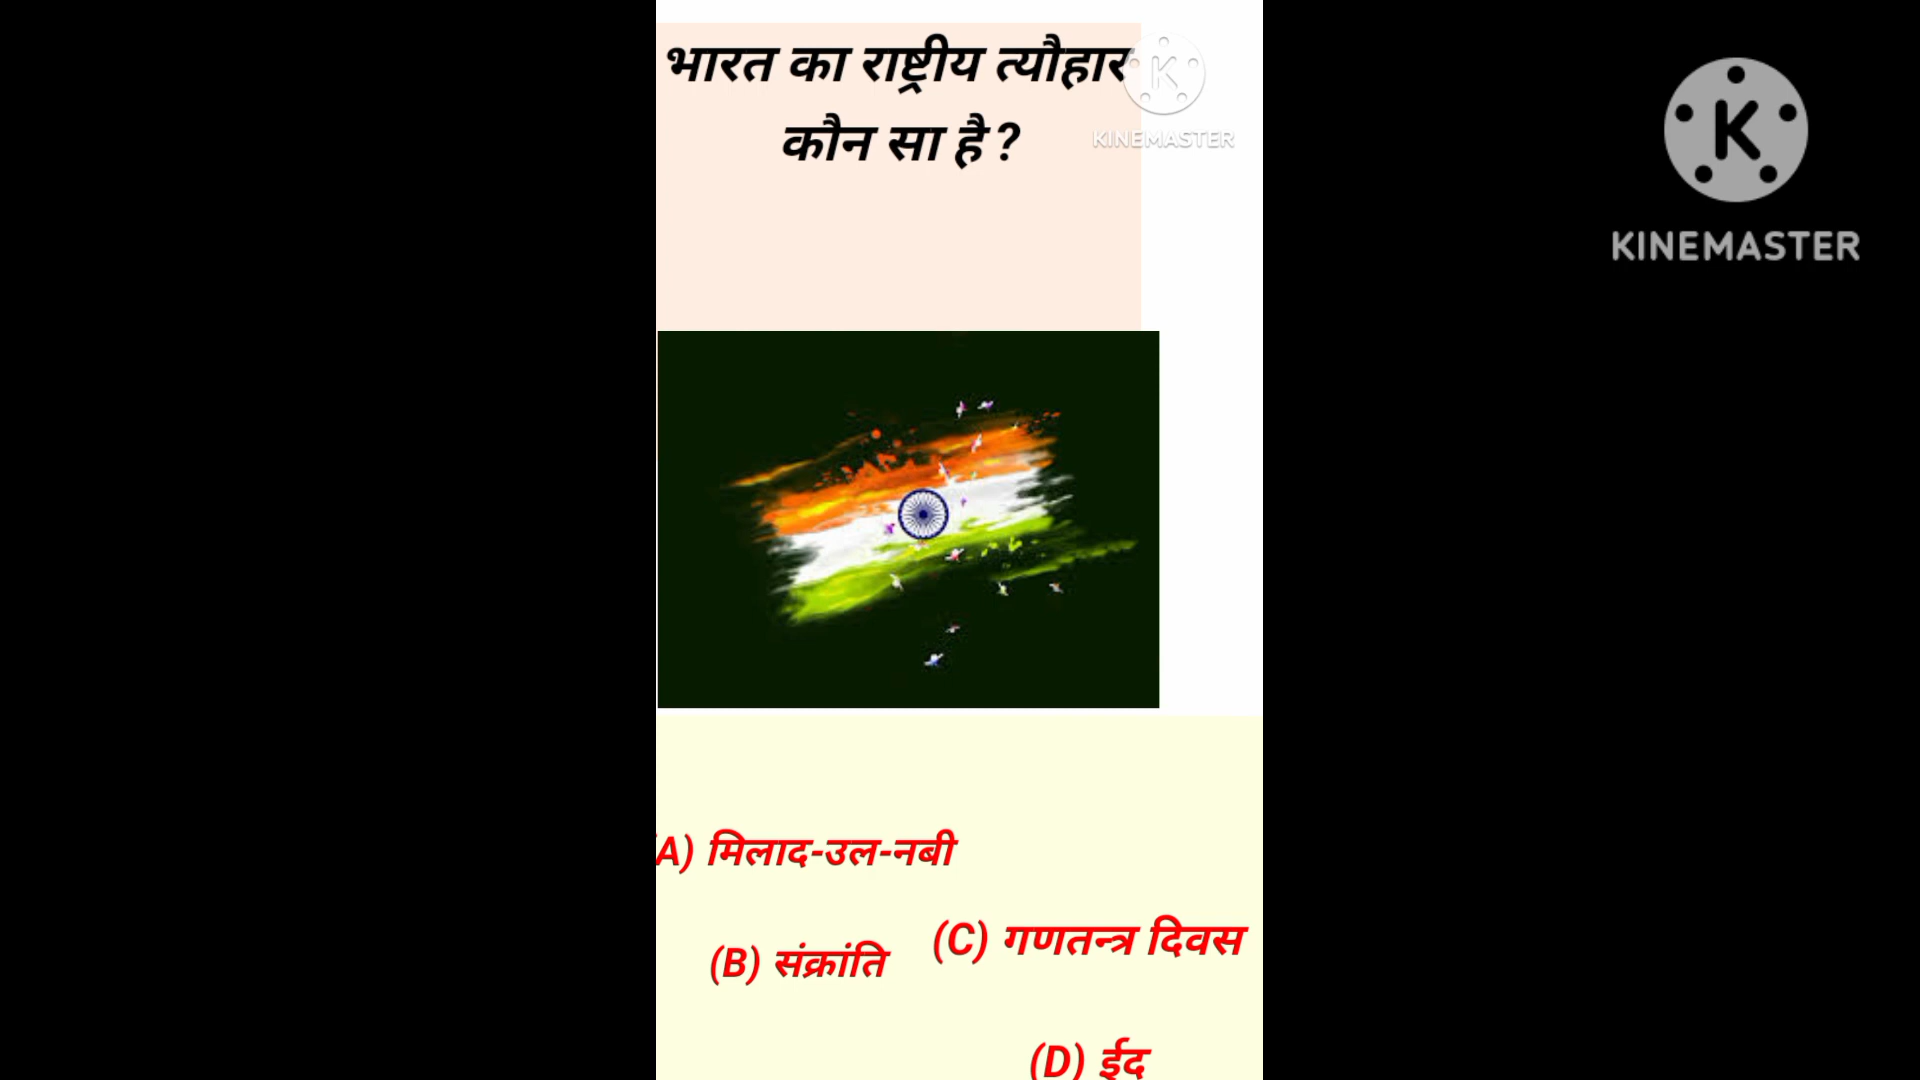 भारत का राष्ट्रीय त्यौहार
कौन सा है ?
K
KINEMASTER
K
KINEMASTER
A) मिलाद-उल-नबी
(B) संक्रांति
(C) गणतन्त्र दिवस
(D) ईद